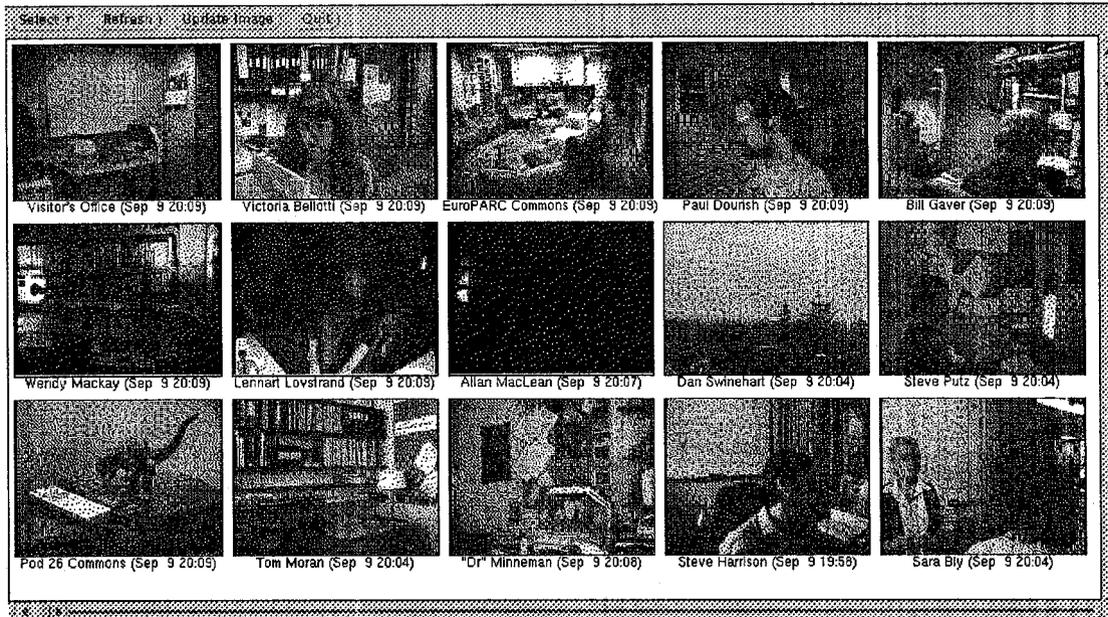 Refresh Update Image Quit
Visitor's Office (Sep 9 20:09) Victoria Bellotti (Sep 9 20:09) EuroPARC Commons (Sep 9 20:09) Paul Dourish (Sep 9 20:09) Bill Gaver (Sep 9 20:09)
Wendy Mackay (Sep 9 20:09) Lennart Lovstrand (Sep 9 20:09) Allan MacLean (Sep 9 20:07) Dan Swinehart (Sep 9 20:04) Steve Putz (Sep 9 20:04)
Pod 26 Commons (Sep 9 20:09) Tom Moran (Sep 9 20:04) "Dr" Minneman (Sep 9 20:08) Steve Harrison (Sep 9 19:56) Sara Bly (Sep 9 20:04)